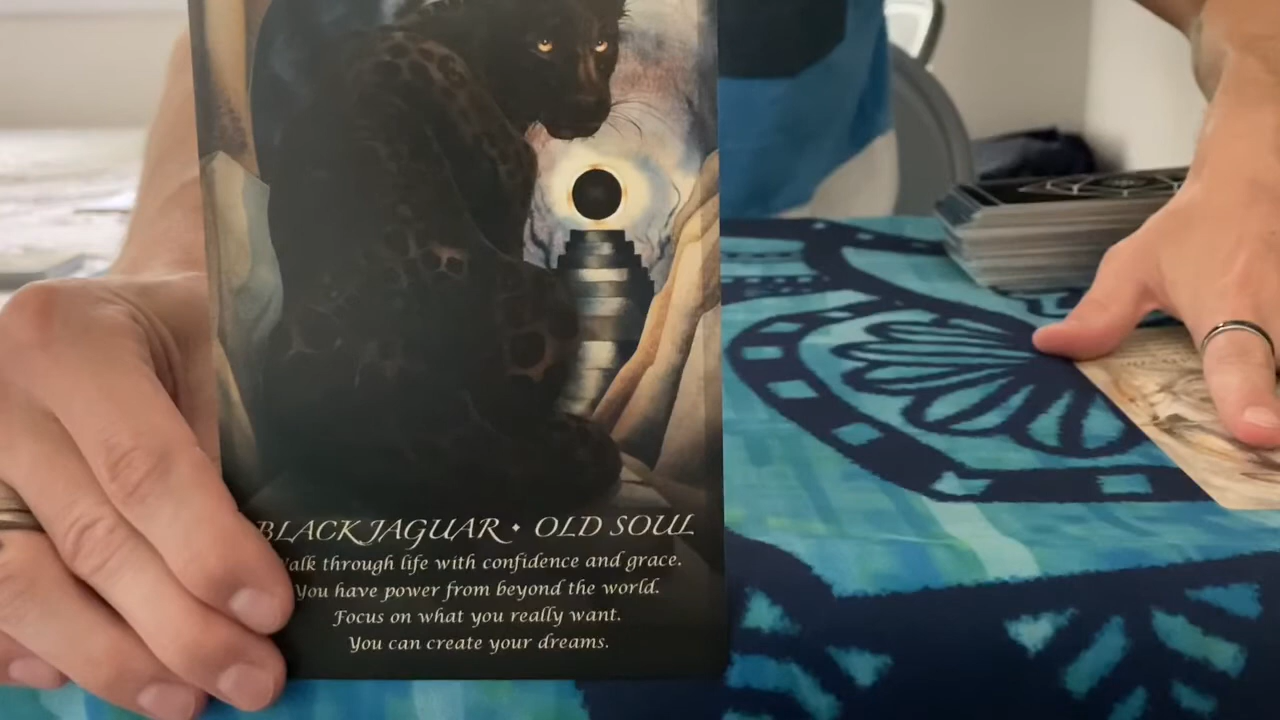 BLACK JAGUAR • OLD SOUL
Walk through life with confidence and grace.
You have power from beyond the world.
Focus on what you really want.
You can create your dreams.